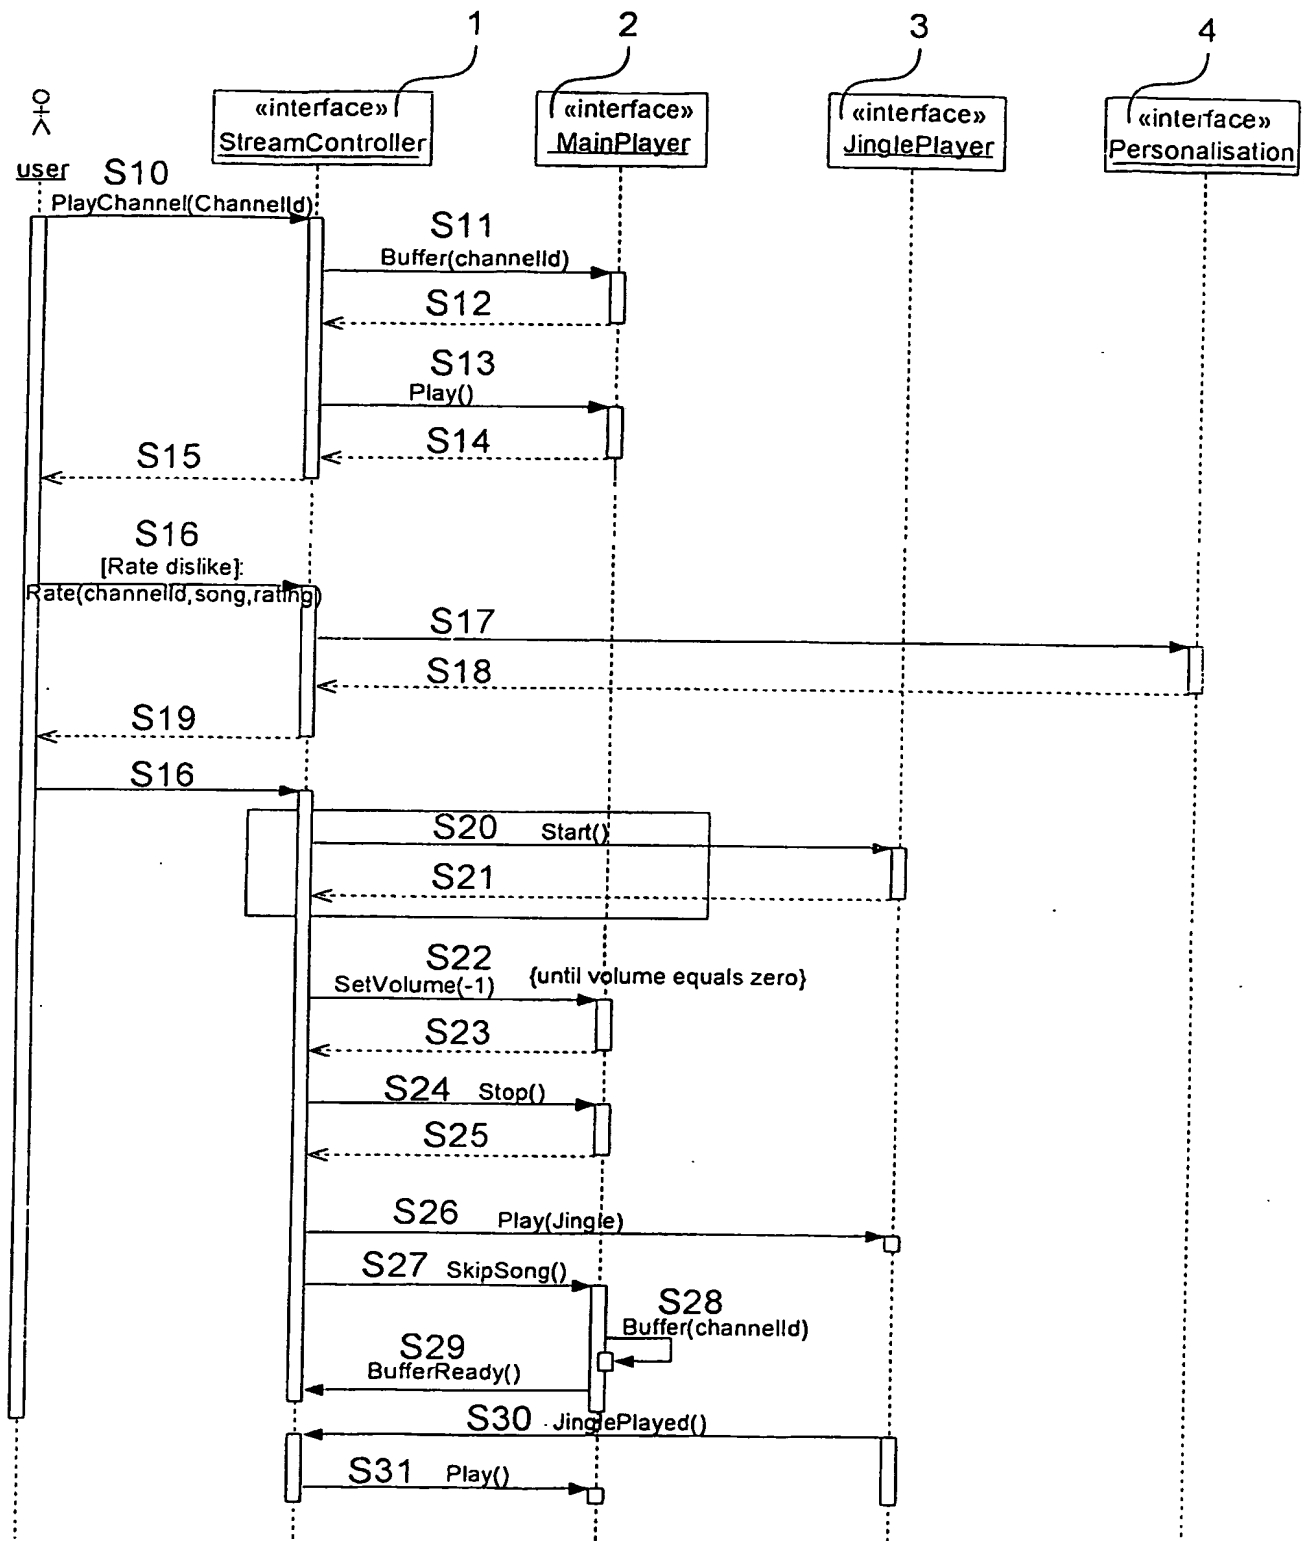 1
2
3
4
«interface»
StreamController
«interface»
MainPlayer
«interface»
JinglePlayer
«interface»
Personalisation
user
S10
PlayChannel(ChannelId)
S11
Buffer(channelId)
S12
S13
Play()
S14
S15
S16
[Rate dislike]:
Rate(channelId,song,rating)
S17
S18
S19
S16
S20 Start()
S21
S22
SetVolume(-1) {until volume equals zero}
S23
S24 Stop()
S25
S26 Play(Jingle)
S27 SkipSong()
S28
Buffer(channelId)
S29
BufferReady()
S30 JinglePlayed()
S31 Play()